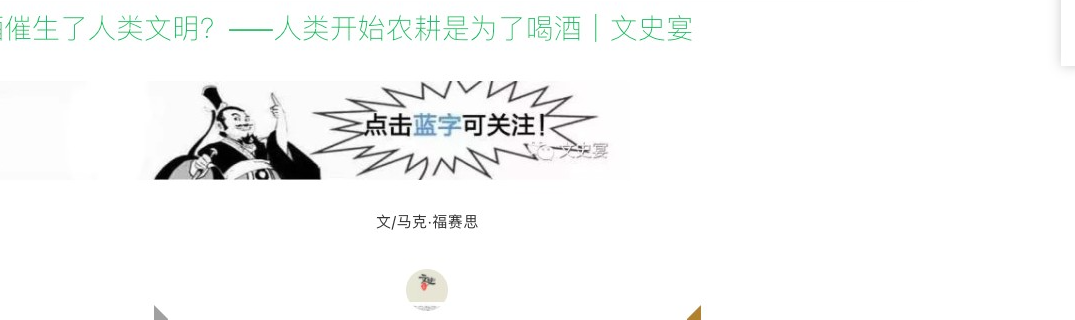 催生了人类文明？——人类开始农耕是为了喝酒｜文史宴
点击蓝字可关注！
文史宴
文/马克·福赛思